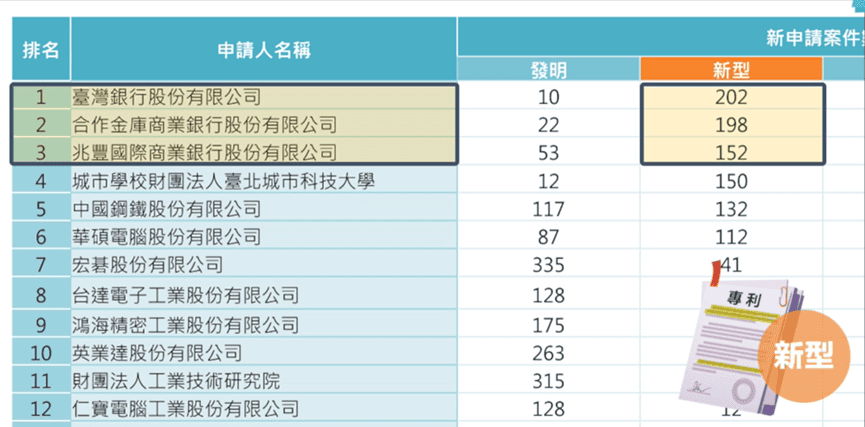 排名 申請人名稱 新申請案件
發明 新型
1 臺灣銀行股份有限公司 10 202
2 合作金庫商業銀行股份有限公司 22 198
3 兆豐國際商業銀行股份有限公司 53 152
4 城市學校財團法人臺北城市科技大學 12 150
5 中國鋼鐵股份有限公司 117 132
6 華碩電腦股份有限公司 87 112
7 宏碁股份有限公司 335 41
8 台達電子工業股份有限公司 128
9 鴻海精密工業股份有限公司 175
10 英業達股份有限公司 263
11 財團法人工業技術研究院 315
12 仁寶電腦工業股份有限公司 128 12
專利
新型